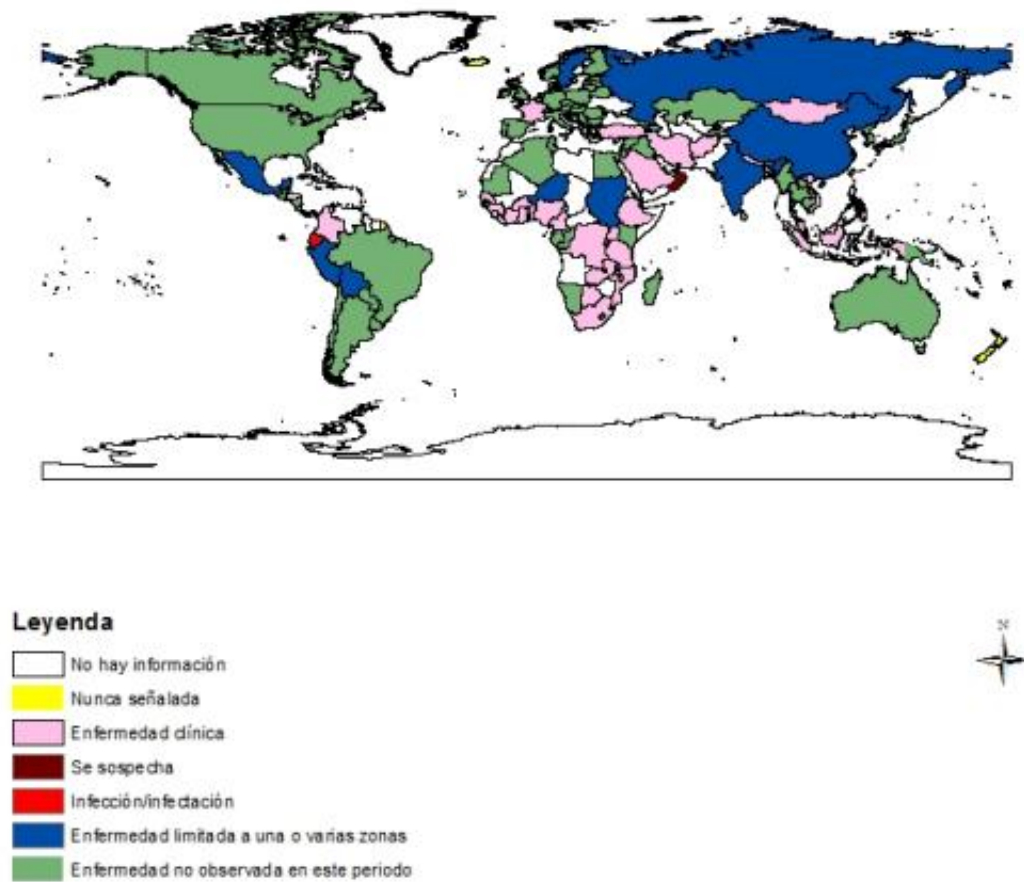 Leyenda
N
No hay información
Nunca señalada
Enfermedad clínica
Se sospecha
Infección/infectación
Enfermedad limitada a una o varias zonas
Enfermedad no observada en este periodo